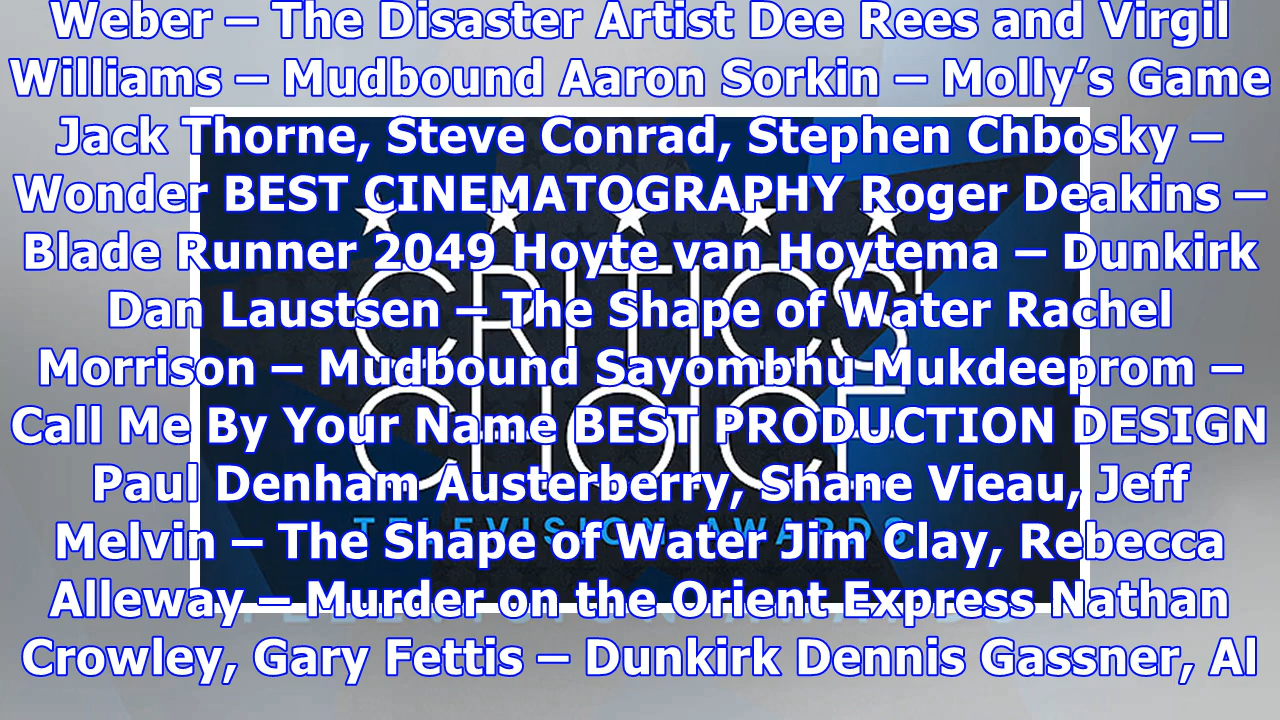 Weber – The Disaster Artist Dee Rees and Virgil
Williams – Mudbound Aaron Sorkin – Molly’s Game
Jack Thorne, Steve Conrad, Stephen Chbosky –
Wonder BEST CINEMATOGRAPHY Roger Deakins –
Blade Runner 2049 Hoyte van Hoytema – Dunkirk
Dan Laustsen – The Shape of Water Rachel
Morrison – Mudbound Sayombhu Mukdeeprom –
Call Me By Your Name BEST PRODUCTION DESIGN
Paul Denham Austerberry, Shane Vieau, Jeff
Melvin – The Shape of Water Jim Clay, Rebecca
Alleway – Murder on the Orient Express Nathan
Crowley, Gary Fettis – Dunkirk Dennis Gassner, Al
CRITICS'
CHOICE
TELEVISION AWARDS